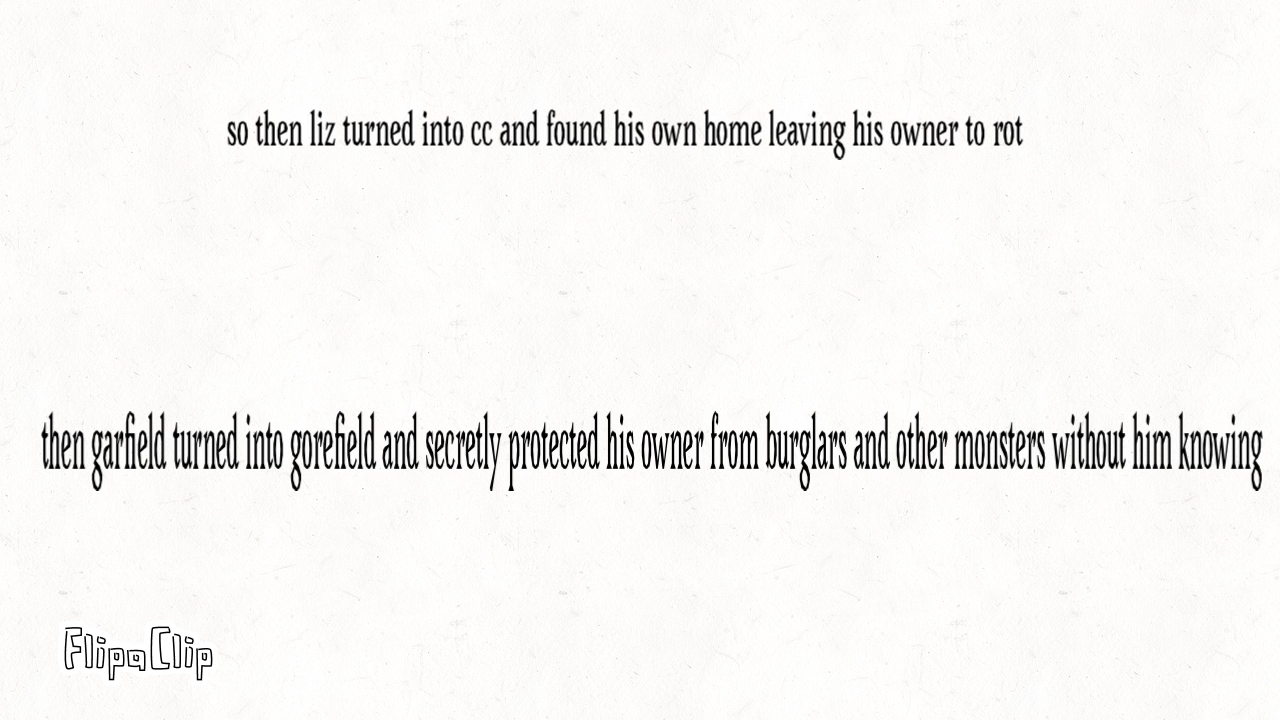 so then liz turned into cc and found his own home leaving his owner to rot
then garfield turned into gorefield and secretly protected his owner from burglars and other monsters without him knowing
FlipaClip